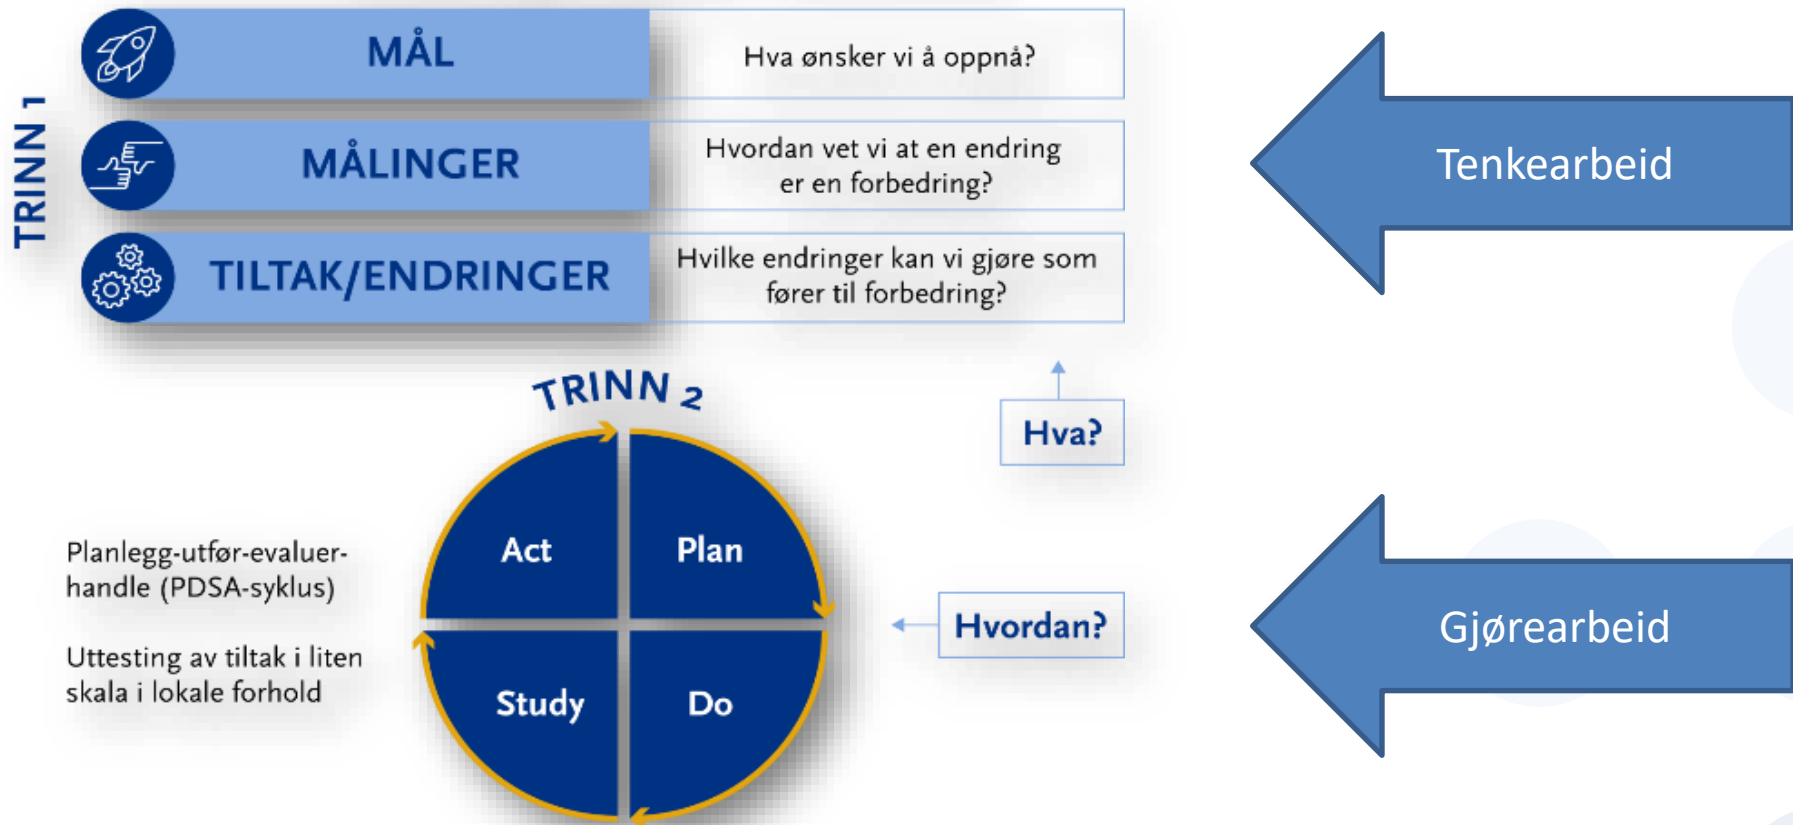 TRINN 1
MÅL
Hva ønsker vi å oppnå?
MÅLINGER
Hvordan vet vi at en endring
er en forbedring?
TILTAK/ENDRINGER
Hvilke endringer kan vi gjøre som
fører til forbedring?
Tenkearbeid
Hva?
TRINN 2
Act
Plan
Study
Do
Planlegg-utfør-evaluer-
handle (PDSA-syklus)
Uttesting av tiltak i liten
skala i lokale forhold
Hvordan?
Gjørearbeid